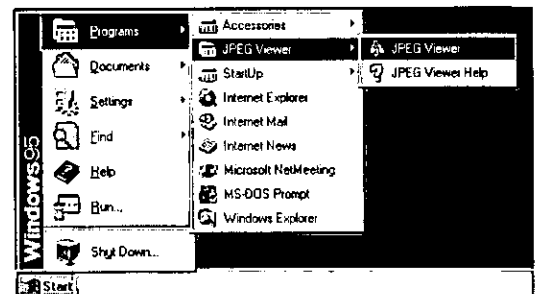 Programs
Documents
Settings
Find
Help
Run...
Shut Down...
Windows95
Accessories
JPEG Viewer
StartUp
Internet Explorer
Internet Mail
Internet News
Microsoft NetMeeting
MS-DOS Prompt
Windows Explorer
JPEG Viewer
JPEG Viewer Help
Start